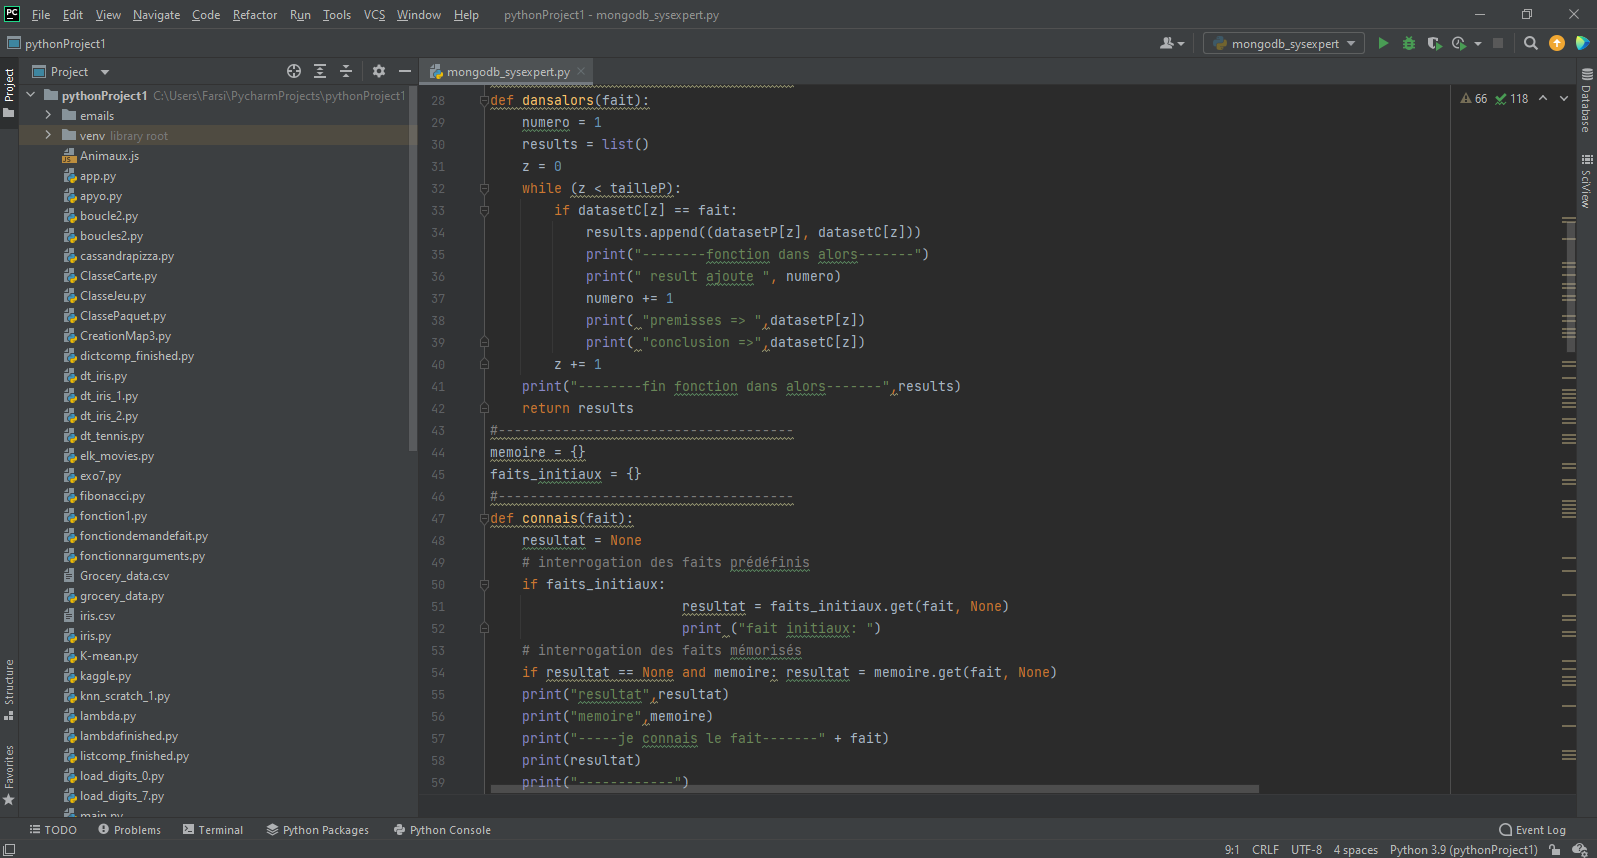 PC File Edit View Navigate Code Refactor Run Tools VCS Window Help pythonProject1 - mongodb_sysexpert.py
pythonProject1
mongodb_sysexpert
Project
Project
pythonProject1 C:\Users\Farsi\PycharmProjects\pythonProject1
emails
venv library root
JS Animaux.js
app.py
apyo.py
boucle2.py
boucles2.py
cassandrapizza.py
ClasseCarte.py
ClasseJeu.py
ClassePaquet.py
CreationMap3.py
dictcomp_finished.py
dt_iris.py
dt_iris_1.py
dt_iris_2.py
dt_tennis.py
elk_movies.py
exo7.py
fibonacci.py
fonction1.py
fonctiondemandefait.py
fonctionnarguments.py
Grocery_data.csv
grocery_data.py
iris.csv
iris.py
K-mean.py
kaggle.py
knn_scratch_1.py
lambda.py
lambdafinished.py
listcomp_finished.py
load_digits_0.py
load_digits_7.py
main.py
Structure
Favorites
mongodb_sysexpert.py
66 118
28 def dansalors(fait):
29 numero = 1
30 results = list()
31 z = 0
32 while (z < tailleP):
33 if datasetC[z] == fait:
34 results.append((datasetP[z], datasetC[z]))
35 print("--------fonction dans alors-------")
36 print(" result ajoute ", numero)
37 numero += 1
38 print( "premisses => ",datasetP[z])
39 print( "conclusion =>",datasetC[z])
40 z += 1
41 print("--------fin fonction dans alors-------",results)
42 return results
43 #-------------------------------------
44 memoire = {}
45 faits_initiaux = {}
46 #-------------------------------------
47 def connais(fait):
48 resultat = None
49 # interrogation des faits prédéfinis
50 if faits_initiaux:
51 resultat = faits_initiaux.get(fait, None)
52 print ("fait initiaux: ")
53 # interrogation des faits mémorisés
54 if resultat == None and memoire: resultat = memoire.get(fait, None)
55 print("resultat",resultat)
56 print("memoire",memoire)
57 print("-----je connais le fait-------" + fait)
58 print(resultat)
59 print("------------")
Database
SciView
TODO Problems Terminal Python Packages Python Console Event Log
9:1 CRLF UTF-8 4 spaces Python 3.9 (pythonProject1)